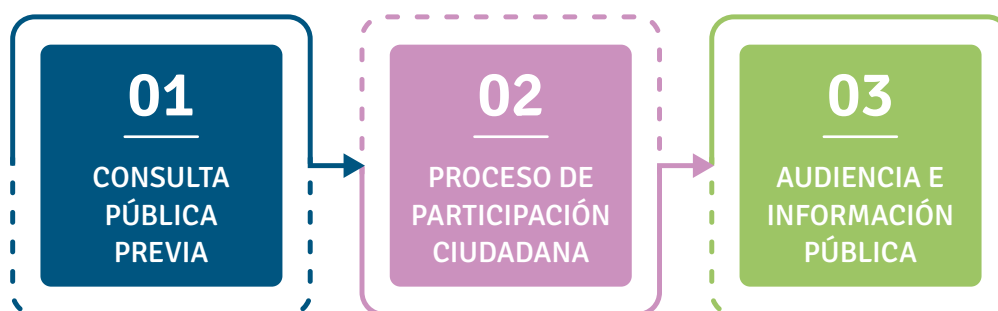 01
CONSULTA
PÚBLICA
PREVIA
02
PROCESO DE
PARTICIPACIÓN
CIUDADANA
03
AUDIENCIA E
INFORMACIÓN
PÚBLICA